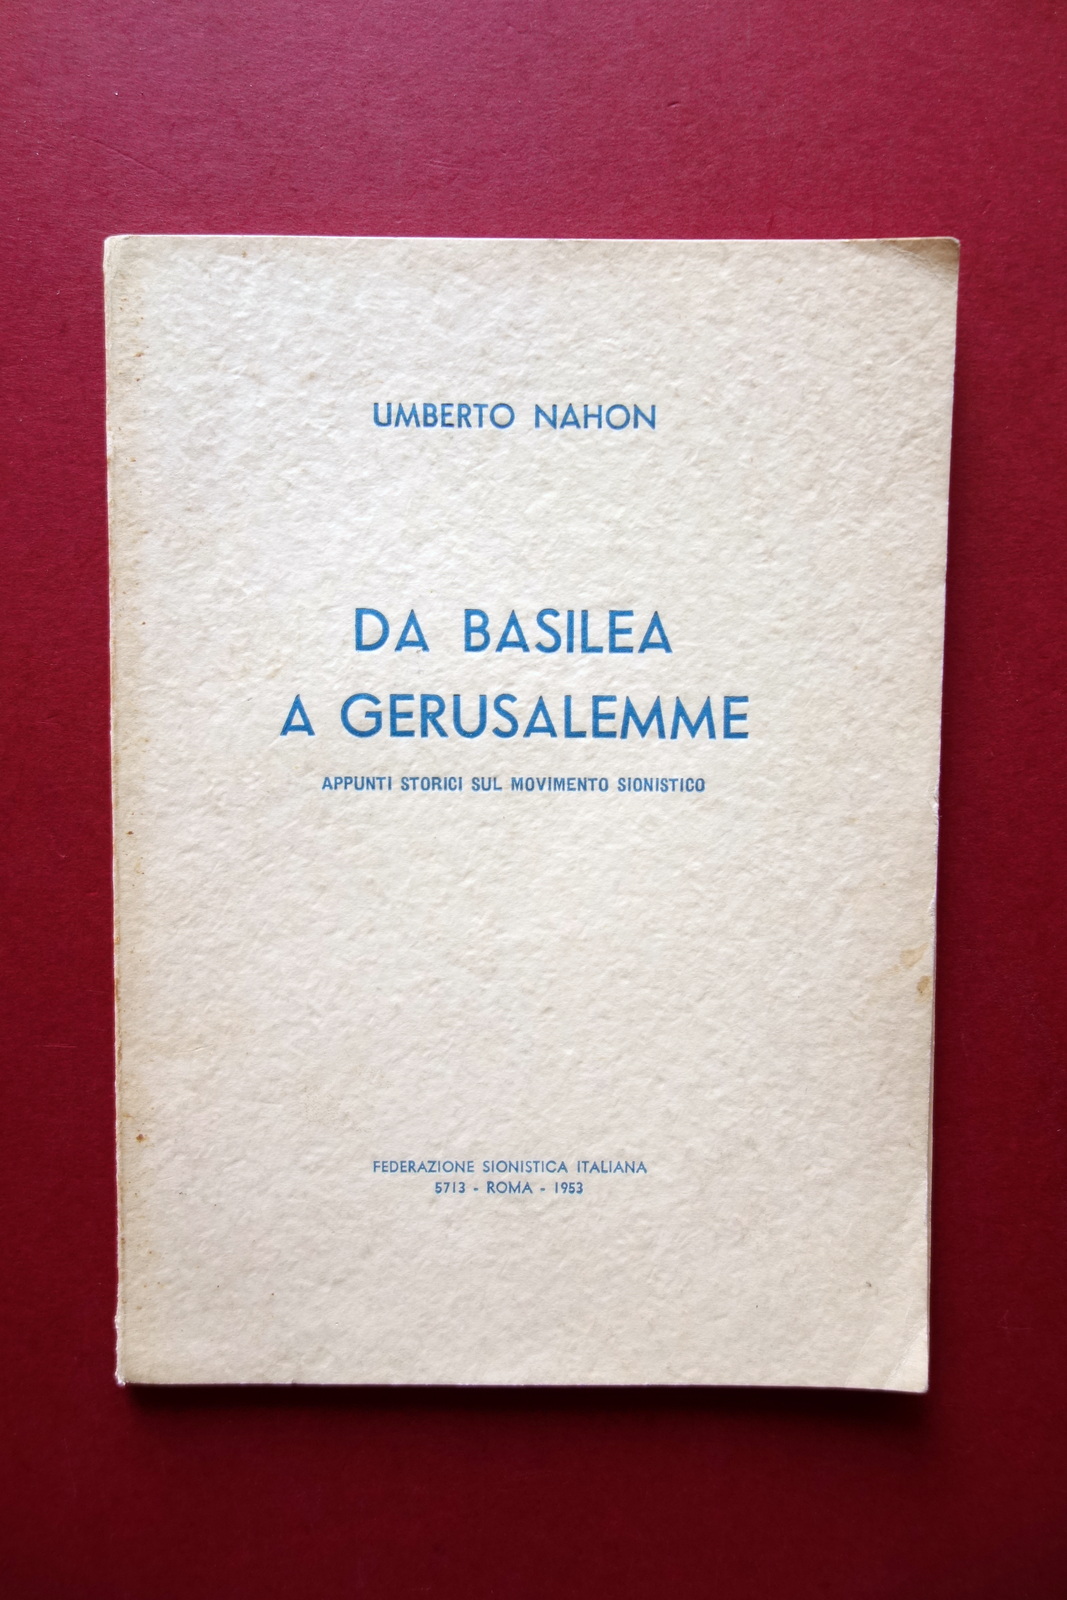 UMBERTO NAHON
DA BASILEA
A GERUSALEMME
APPUNTI STORICI SUL MOVIMENTO SIONISTICO
FEDERAZIONE SIONISTICA ITALIANA
5713 - ROMA - 1953